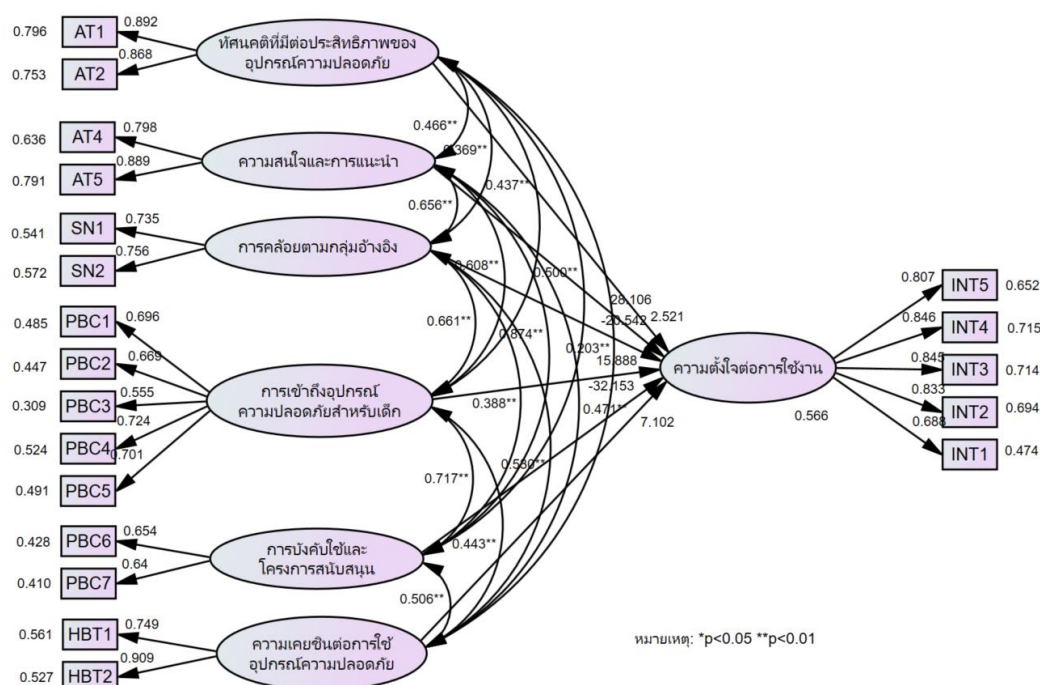 0.796 AT1 0.892
0.753 AT2 0.868
ทัศนคติที่มีต่อประสิทธิภาพของ
อุปกรณ์ความปลอดภัย
0.636 AT4 0.798
0.791 AT5 0.889
ความสนใจและการแนะนำ
0.541 SN1 0.735
0.572 SN2 0.756
การคล้อยตามกลุ่มอ้างอิง
0.485 PBC1 0.696
0.447 PBC2 0.669
0.309 PBC3 0.555
0.524 PBC4 0.724
0.491 PBC5 0.701
การเข้าถึงอุปกรณ์
ความปลอดภัยสำหรับเด็ก
0.428 PBC6 0.654
0.410 PBC7 0.64
การบังคับใช้และ
โครงการสนับสนุน
0.561 HBT1 0.749
0.527 HBT2 0.909
ความเคยชินต่อการใช้
อุปกรณ์ความปลอดภัย
0.466**
0.369**
0.437**
0.656**
0.608**
0.500**
0.661**
0.874**
0.203**
0.388**
0.471**
0.717**
0.530**
0.443**
0.506**
28.106
-20.542
2.521
15.888
-32.153
7.102
ความตั้งใจต่อการใช้งาน
0.566
0.807 INT5 0.652
0.846 INT4 0.715
0.845 INT3 0.714
0.833 INT2 0.694
0.688 INT1 0.474
หมายเหตุ: *p<0.05 **p<0.01